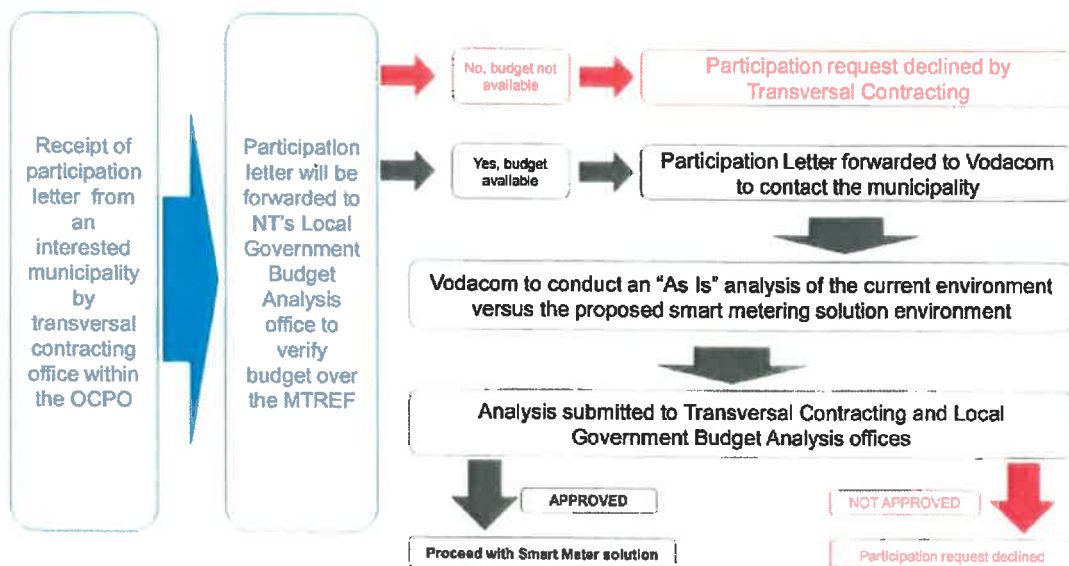 Receipt of
participation
letter from
an
interested
municipality
by
transversal
contracting
office within
the OCPO
Participation
letter will be
forwarded to
NT's Local
Government
Budget
Analysis
office to
verify
budget over
the MTREF
No, budget not
available
Participation request declined by
Transversal Contracting
Yes, budget
available
Participation Letter forwarded to Vodacom
to contact the municipality
Vodacom to conduct an “As Is” analysis of the current environment
versus the proposed smart metering solution environment
Analysis submitted to Transversal Contracting and Local
Government Budget Analysis offices
APPROVED
NOT APPROVED
Proceed with Smart Meter solution
Participation request declined